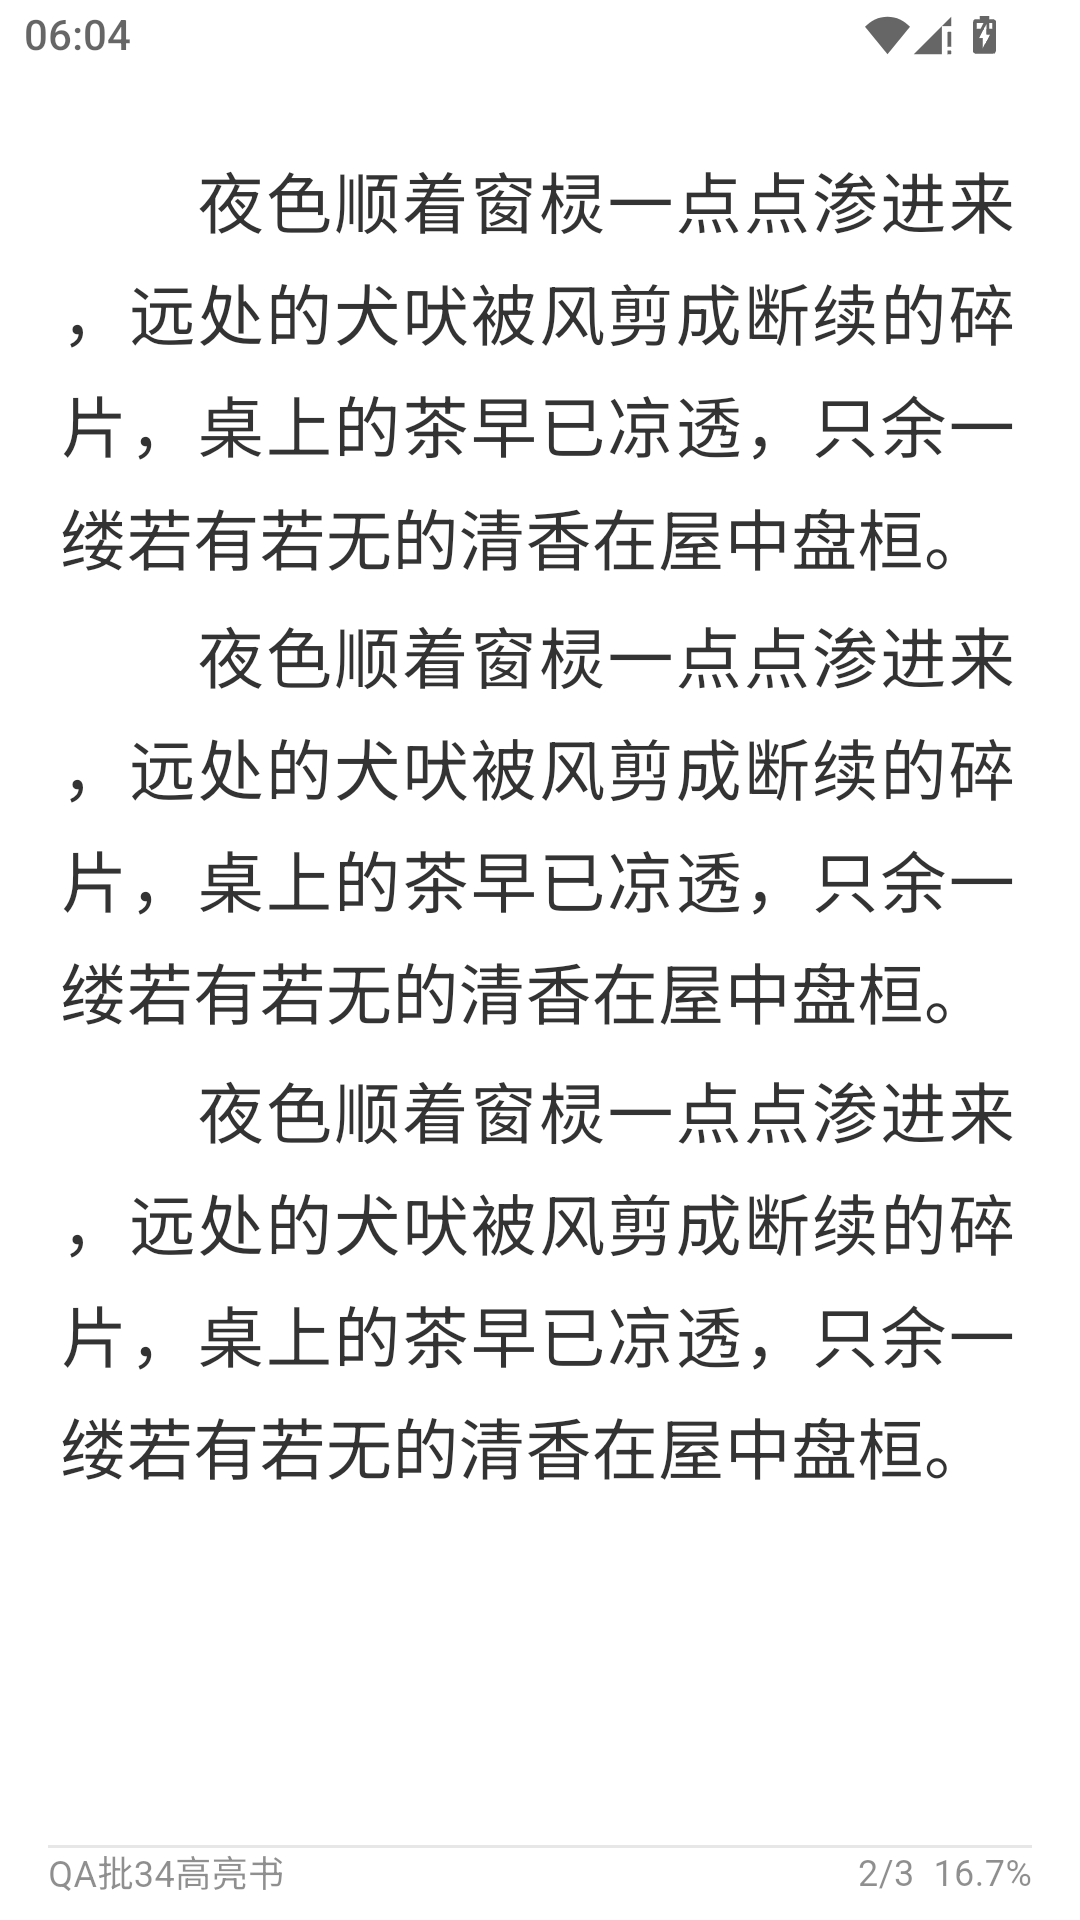 06:04
夜色顺着窗棂一点点渗进来
，远处的犬吠被风剪成断续的碎
片，桌上的茶早已凉透，只余一
缕若有若无的清香在屋中盘桓。
夜色顺着窗棂一点点渗进来
，远处的犬吠被风剪成断续的碎
片，桌上的茶早已凉透，只余一
缕若有若无的清香在屋中盘桓。
夜色顺着窗棂一点点渗进来
，远处的犬吠被风剪成断续的碎
片，桌上的茶早已凉透，只余一
缕若有若无的清香在屋中盘桓。
QA批34高亮书 2/3 16.7%